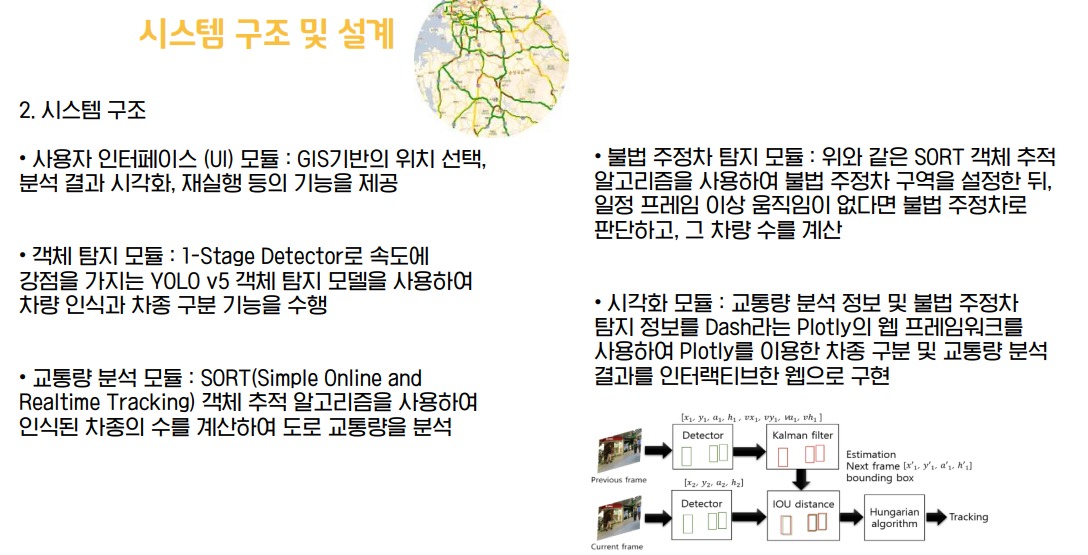 시스템 구조 및 설계
2. 시스템 구조
• 사용자 인터페이스 (UI) 모듈 : GIS기반의 위치 선택,
분석 결과 시각화, 재실행 등의 기능을 제공
• 객체 탐지 모듈 : 1-Stage Detector로 속도에
강점을 가지는 YOLO v5 객체 탐지 모델을 사용하여
차량 인식과 차종 구분 기능을 수행
• 교통량 분석 모듈 : SORT(Simple Online and
Realtime Tracking) 객체 추적 알고리즘을 사용하여
인식된 차종의 수를 계산하여 도로 교통량을 분석
• 불법 주정차 탐지 모듈 : 위와 같은 SORT 객체 추적
알고리즘을 사용하여 불법 주정차 구역을 설정한 뒤,
일정 프레임 이상 움직임이 없다면 불법 주정차로
판단하고, 그 차량 수를 계산
• 시각화 모듈 : 교통량 분석 정보 및 불법 주정차
탐지 정보를 Dash라는 Plotly의 웹 프레임워크를
사용하여 Plotly를 이용한 차종 구분 및 교통량 분석
결과를 인터랙티브한 웹으로 구현
[x₁, y₁, a₁, h₁ , vx₁, vy₁, va₁, vh₁ ]
Detector
Kalman filter
Previous frame
Estimation
Next frame [x′₁, y′₁, a′₁, h′₁]
bounding box
[x₂, y₂, a₂, h₂]
Detector
IOU distance
Hungarian
algorithm
Tracking
Current frame